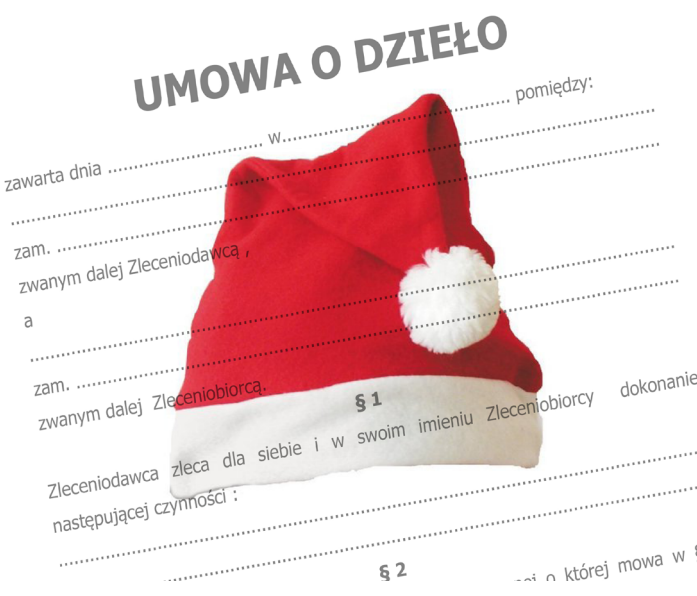 UMOWA O DZIEŁO
zawarta dnia ........................... w....................................... pomiędzy:
................................................................................
zam. ................................................................................
zwanym dalej Zleceniodawcą ,
a
................................................................................
zam. ................................................................................
zwanym dalej Zleceniobiorcą.
§ 1
Zleceniodawca zleca dla siebie i w swoim imieniu Zleceniobiorcy dokonanie
następującej czynności :
................................................................................
................................................................................
§ 2
o której mowa w §